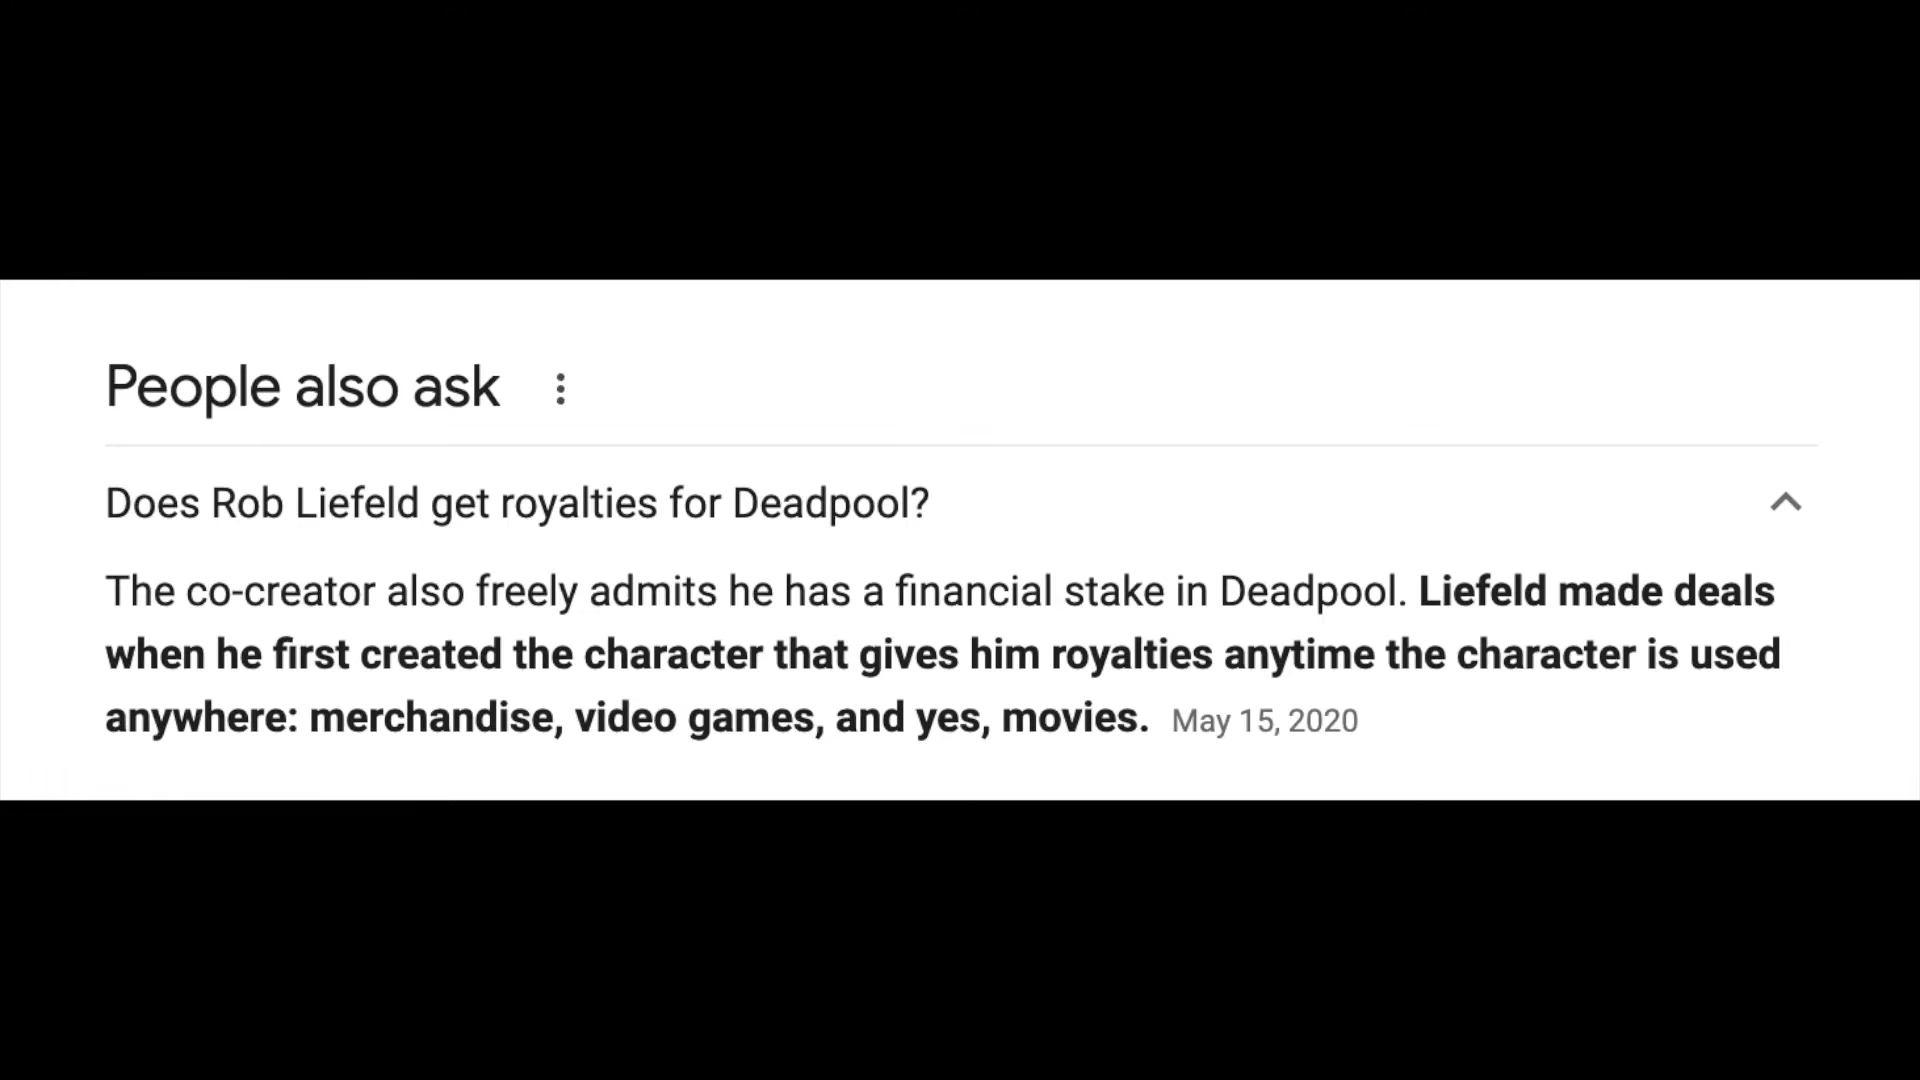 People also ask
Does Rob Liefeld get royalties for Deadpool?
The co-creator also freely admits he has a financial stake in Deadpool. Liefeld made deals
when he first created the character that gives him royalties anytime the character is used
anywhere: merchandise, video games, and yes, movies. May 15, 2020